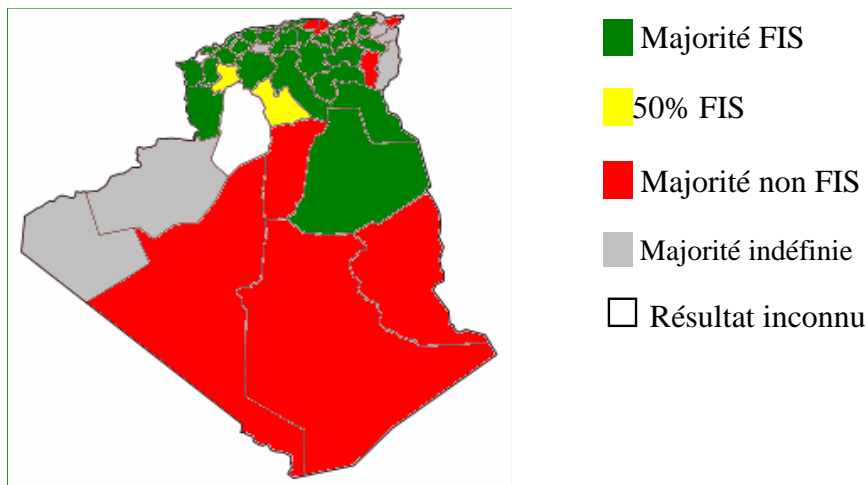 Majorité FIS
50% FIS
Majorité non FIS
Majorité indéfinie
Résultat inconnu